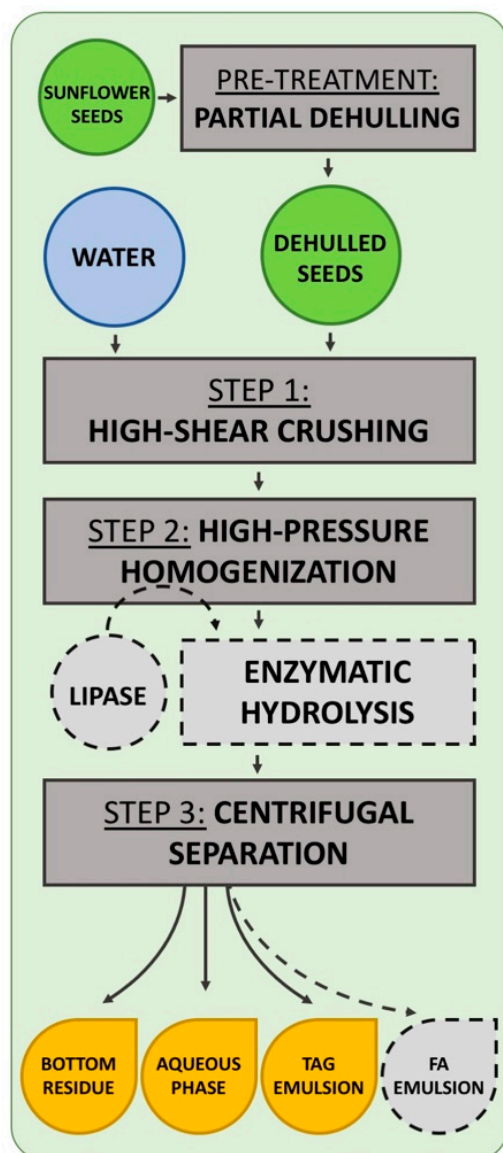 SUNFLOWER
SEEDS
PRE-TREATMENT:
PARTIAL DEHULLING
WATER
DEHULLED
SEEDS
STEP 1:
HIGH-SHEAR CRUSHING
STEP 2: HIGH-PRESSURE
HOMOGENIZATION
LIPASE
ENZYMATIC
HYDROLYSIS
STEP 3: CENTRIFUGAL
SEPARATION
BOTTOM
RESIDUE
AQUEOUS
PHASE
TAG
EMULSION
FA
EMULSION